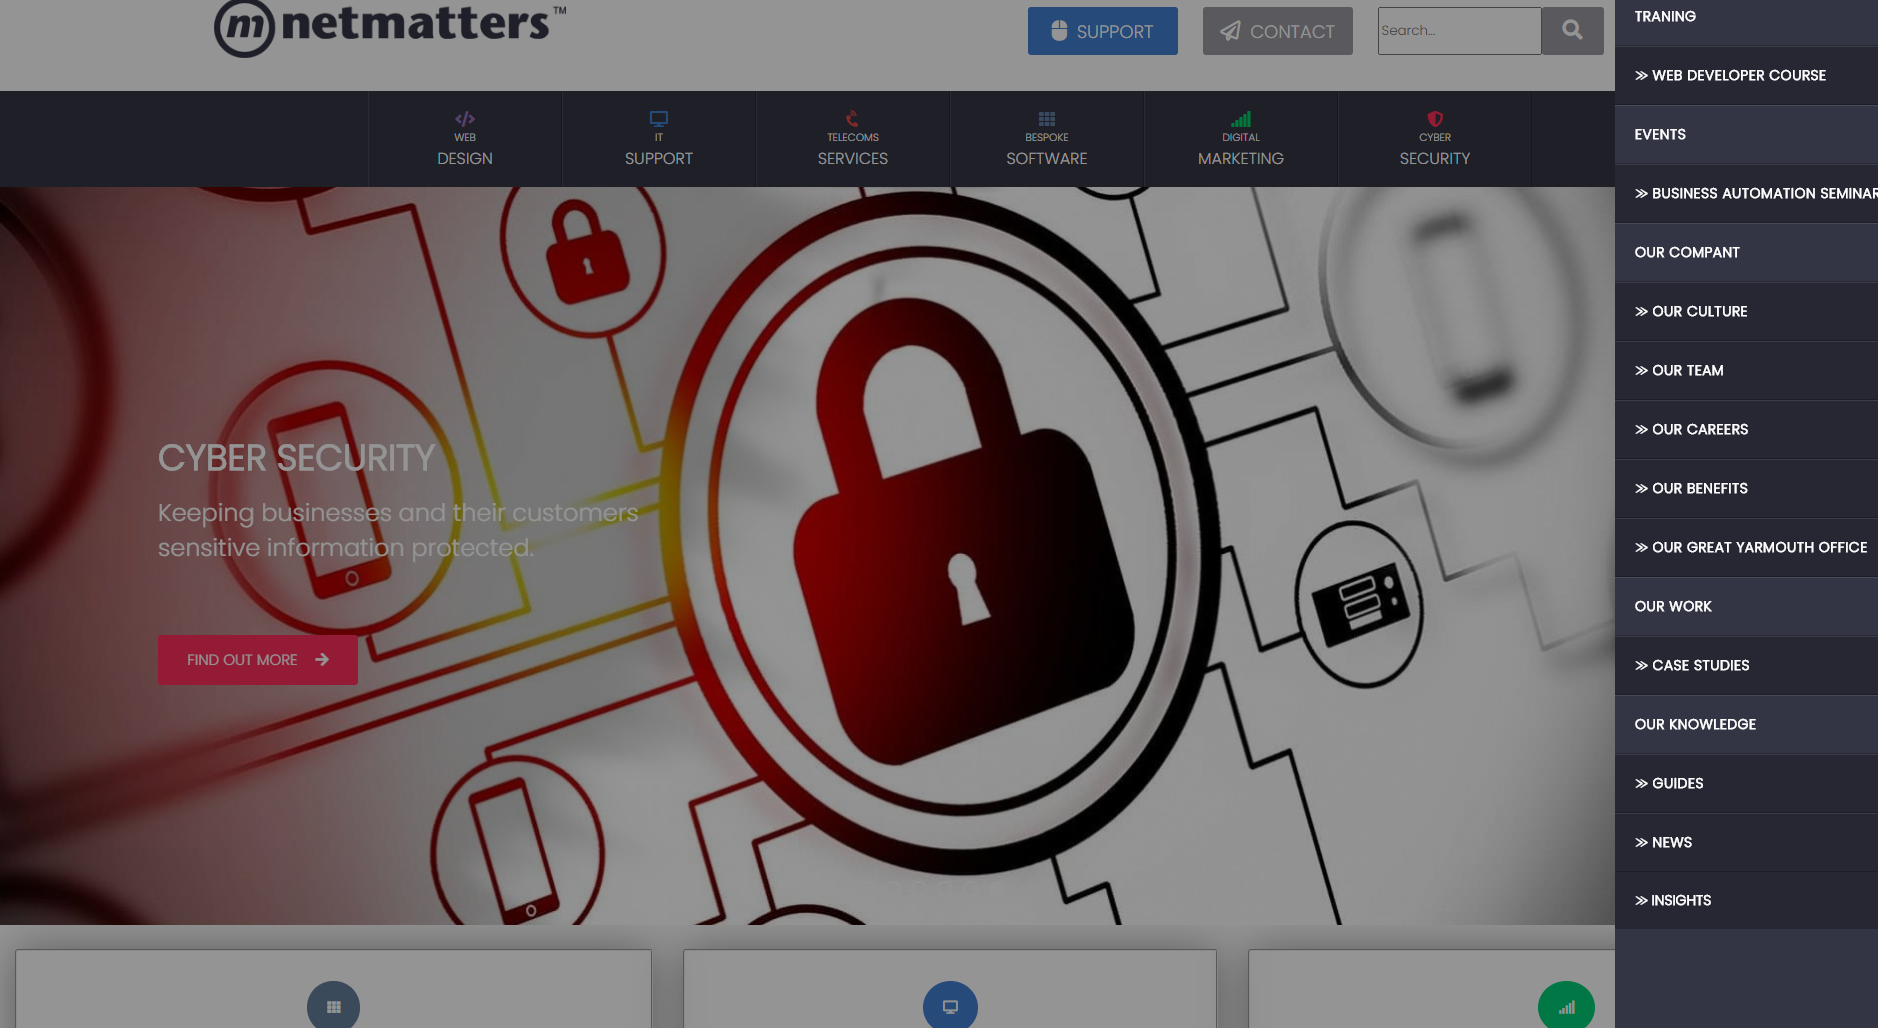 m netmatters™
SUPPORT
CONTACT
Search...
WEB
DESIGN
IT
SUPPORT
TELECOMS
SERVICES
BESPOKE
SOFTWARE
DIGITAL
MARKETING
CYBER
SECURITY
CYBER SECURITY
Keeping businesses and their customers
sensitive information protected.
FIND OUT MORE
TRANING
» WEB DEVELOPER COURSE
EVENTS
» BUSINESS AUTOMATION SEMINAR
OUR COMPANT
» OUR CULTURE
» OUR TEAM
» OUR CAREERS
» OUR BENEFITS
» OUR GREAT YARMOUTH OFFICE
OUR WORK
» CASE STUDIES
OUR KNOWLEDGE
» GUIDES
» NEWS
» INSIGHTS